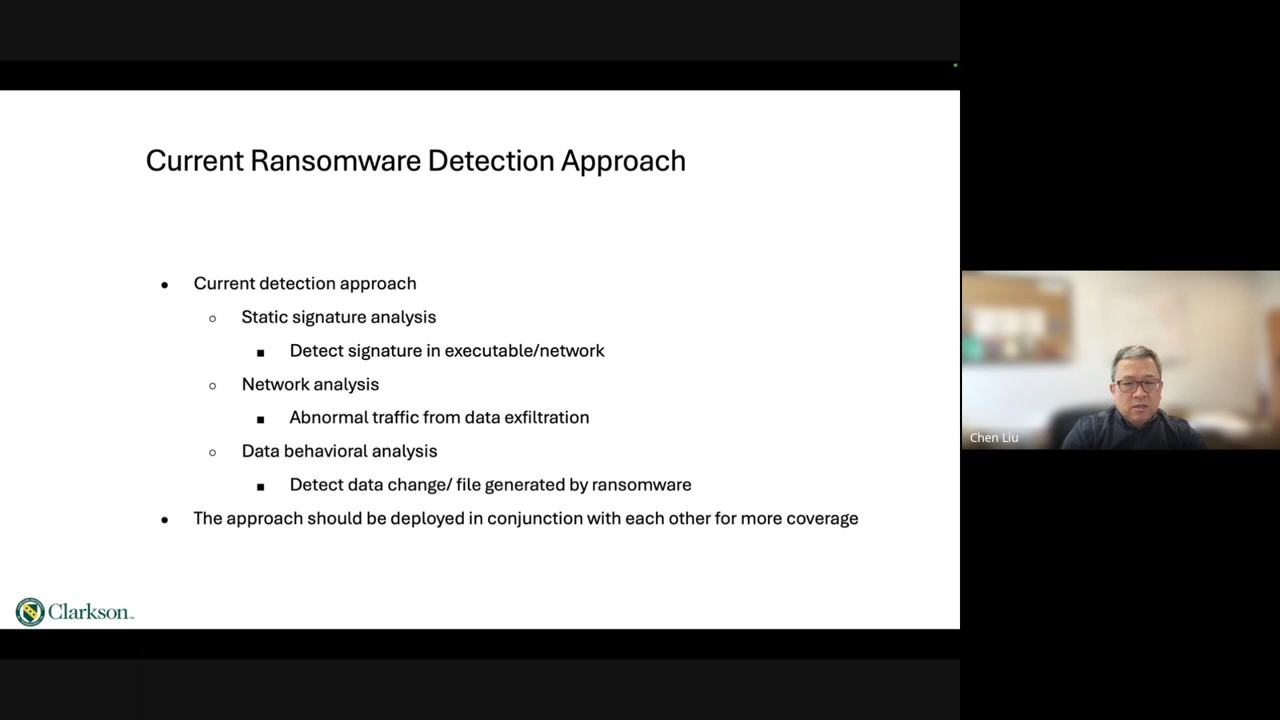 Current Ransomware Detection Approach
Current detection approach
Static signature analysis
Detect signature in executable/network
Network analysis
Abnormal traffic from data exfiltration
Data behavioral analysis
Detect data change/ file generated by ransomware
The approach should be deployed in conjunction with each other for more coverage
Clarkson
Chen Liu